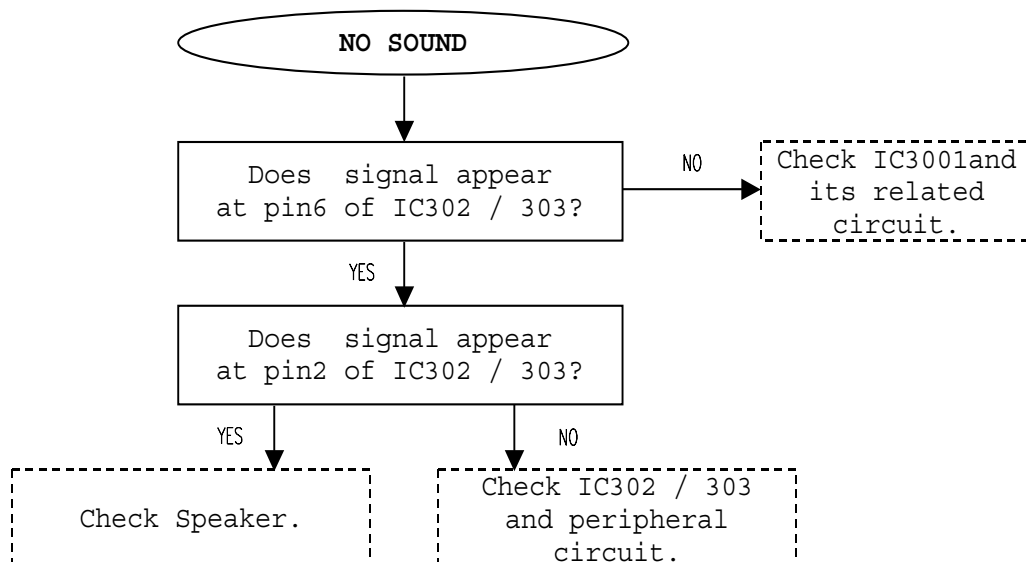 NO SOUND
Does signal appear
at pin6 of IC302 / 303?
NO
Check IC3001and
its related
circuit.
YES
Does signal appear
at pin2 of IC302 / 303?
YES
NO
Check Speaker.
Check IC302 / 303
and peripheral
circuit.